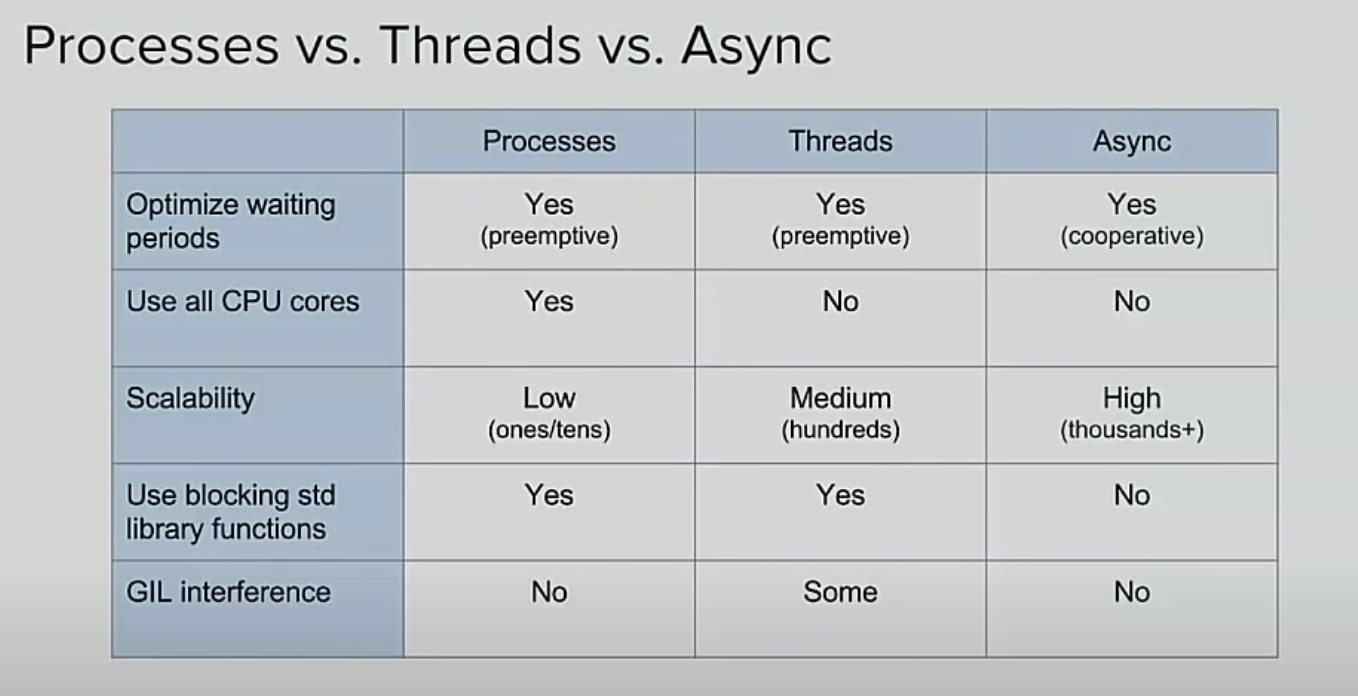 Processes vs. Threads vs. Async
Processes Threads Async
Optimize waiting periods Yes (preemptive) Yes (preemptive) Yes (cooperative)
Use all CPU cores Yes No No
Scalability Low (ones/tens) Medium (hundreds) High (thousands+)
Use blocking std library functions Yes Yes No
GIL interference No Some No